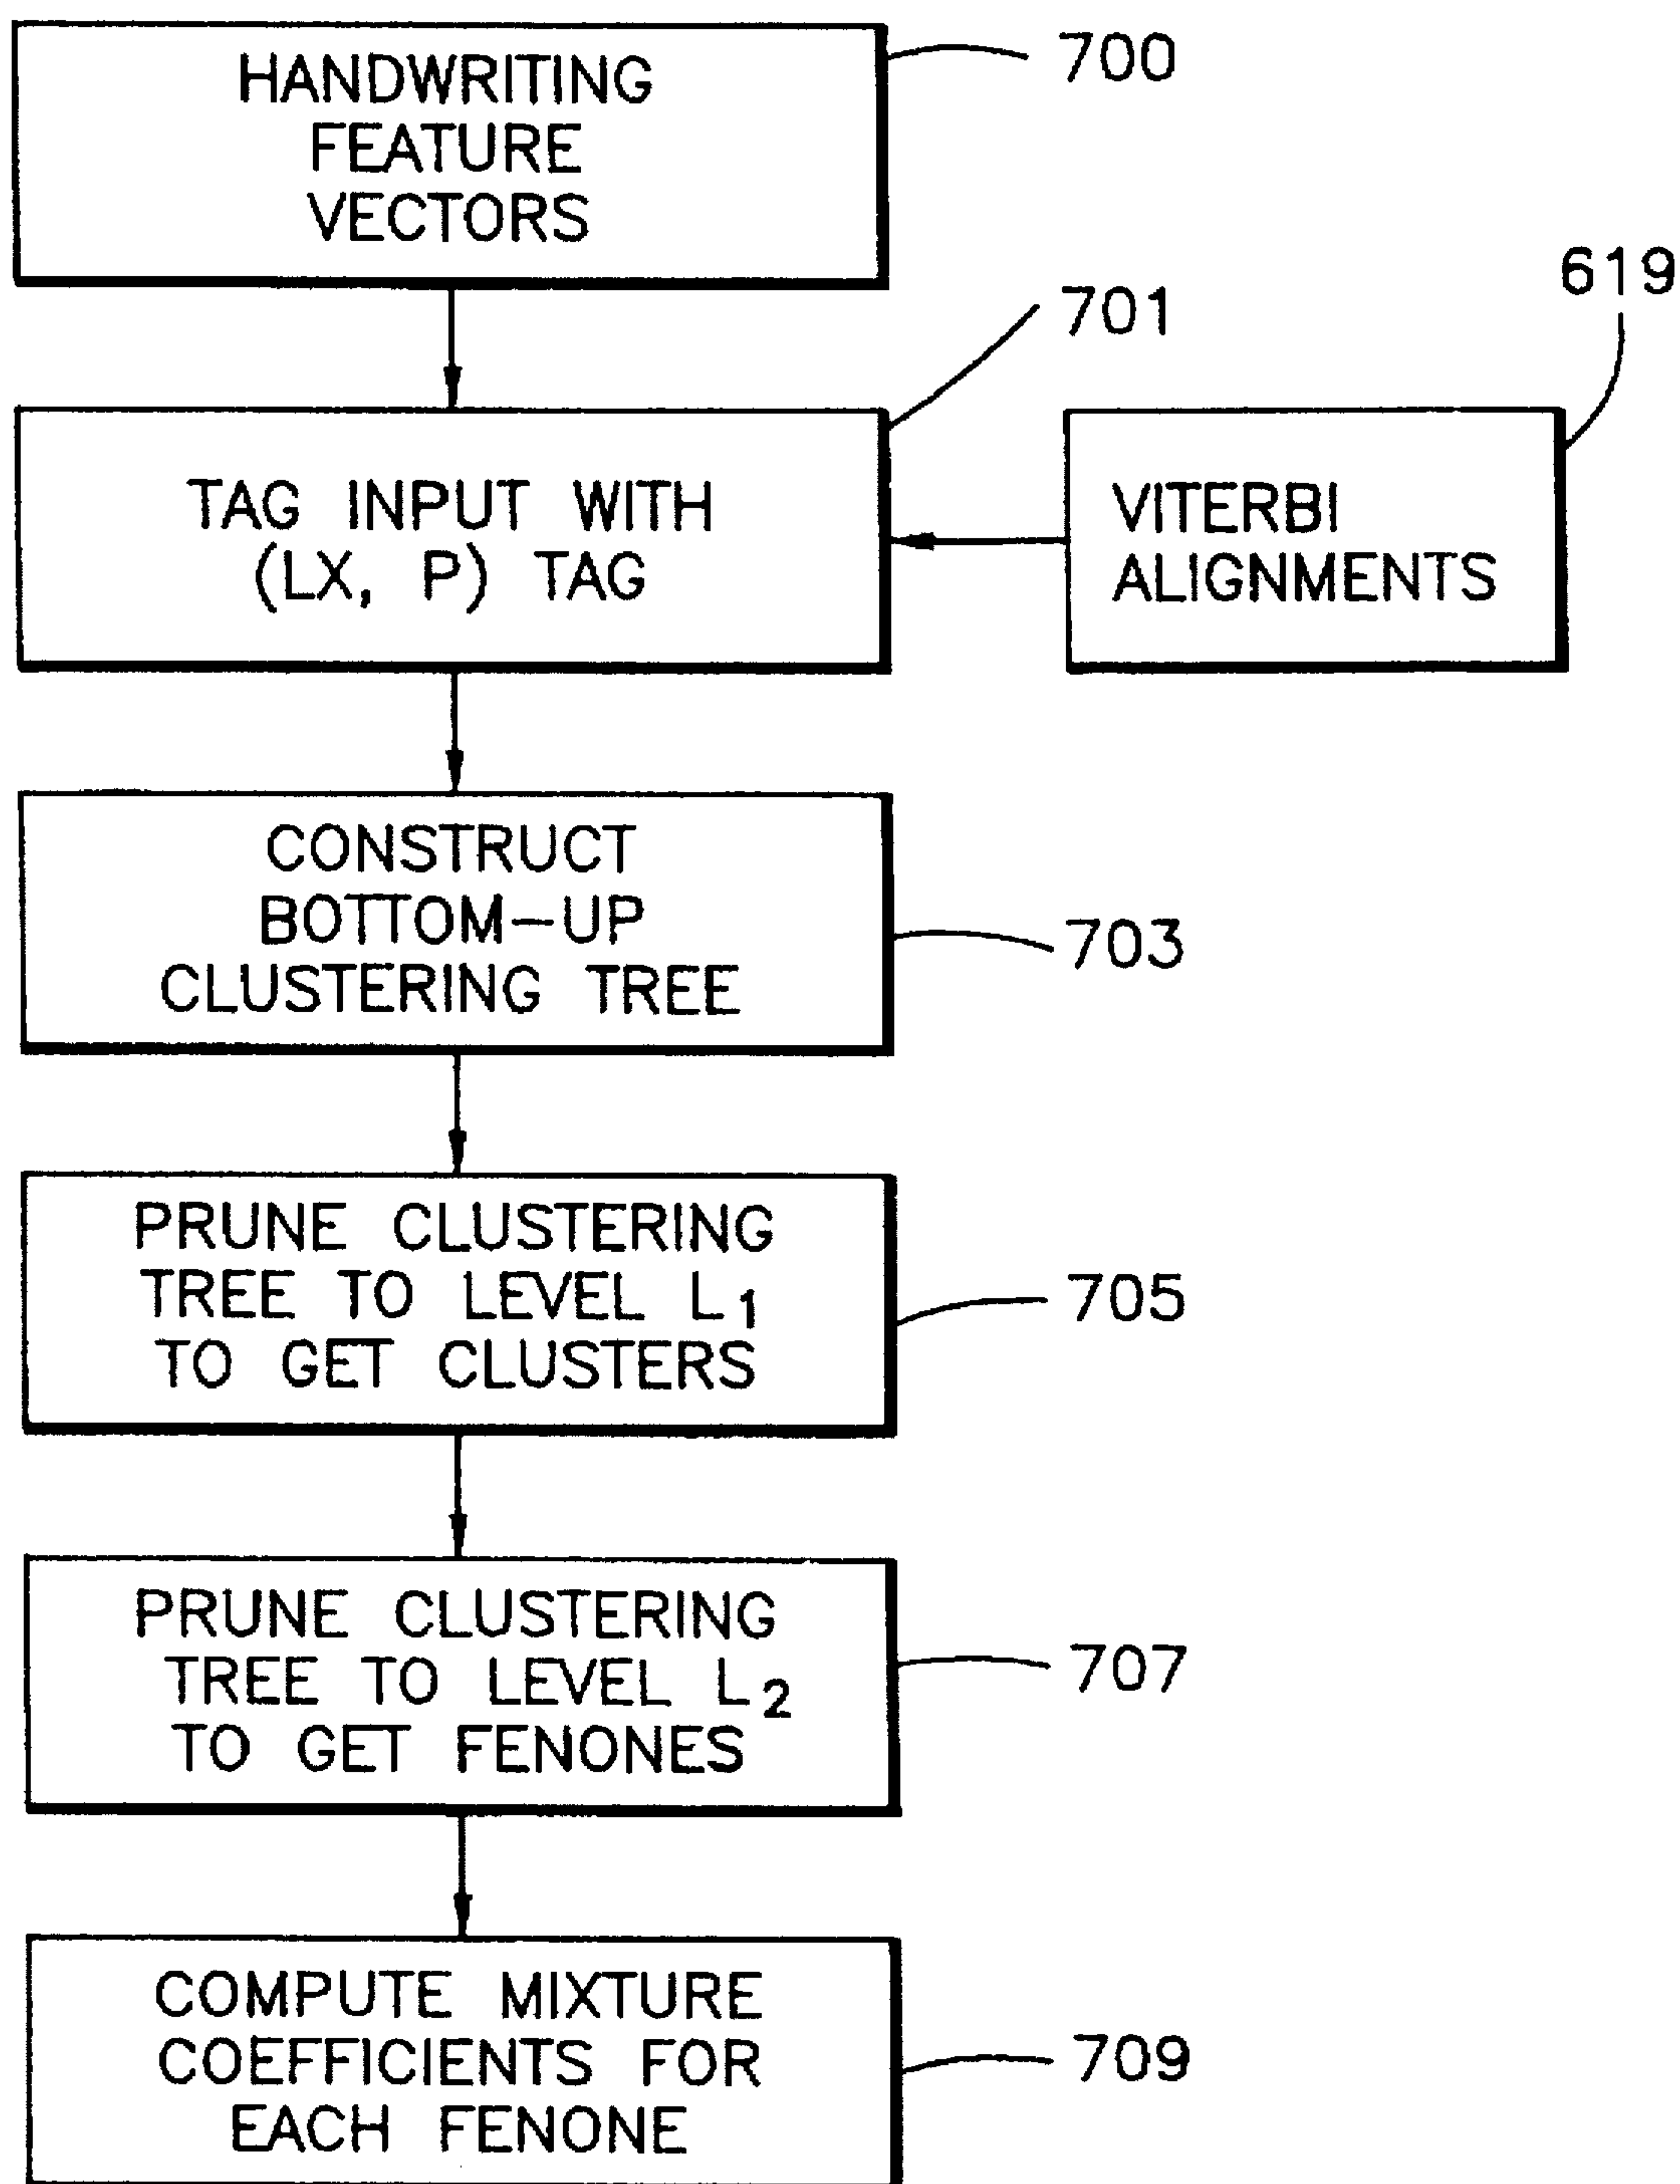 HANDWRITING
FEATURE
VECTORS
700
701
619
TAG INPUT WITH
(LX, P) TAG
VITERBI
ALIGNMENTS
CONSTRUCT
BOTTOM-UP
CLUSTERING TREE
703
PRUNE CLUSTERING
TREE TO LEVEL L1
TO GET CLUSTERS
705
PRUNE CLUSTERING
TREE TO LEVEL L2
TO GET FENONES
707
COMPUTE MIXTURE
COEFFICIENTS FOR
EACH FENONE
709